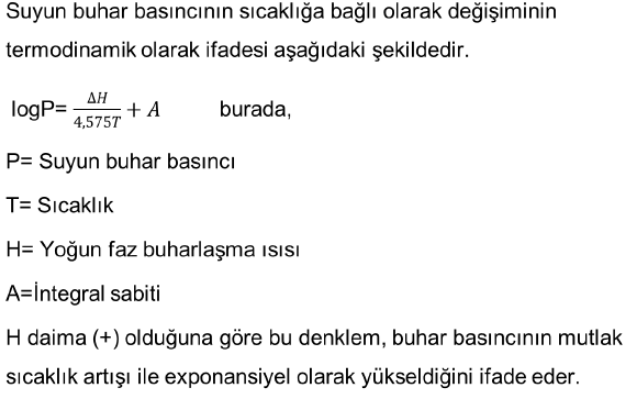 Suyun buhar basıncının sıcaklığa bağlı olarak değişiminin
termodinamik olarak ifadesi aşağıdaki şekildedir.
logP= ΔH/4,575T + A burada,
P= Suyun buhar basıncı
T= Sıcaklık
H= Yoğun faz buharlaşma ısısı
A=İntegral sabiti
H daima (+) olduğuna göre bu denklem, buhar basıncının mutlak
sıcaklık artışı ile exponansiyel olarak yükseldiğini ifade eder.